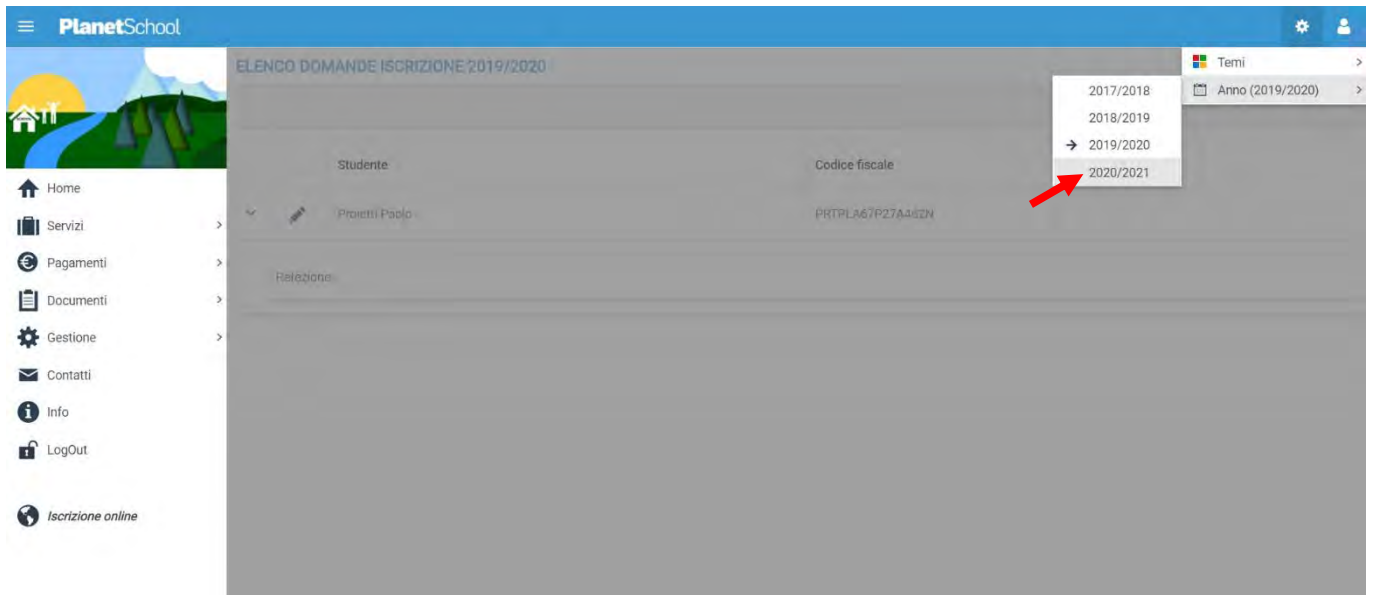 PlanetSchool
ELENCO DOMANDE ISCRIZIONE 2019/2020
Temi
Anno (2019/2020)
2017/2018
2018/2019
2019/2020
2020/2021
Studente
Codice fiscale
Proietti Paolo
Relazione
Home
Servizi
Pagamenti
Documenti
Gestione
Contatti
Info
LogOut
Iscrizione online